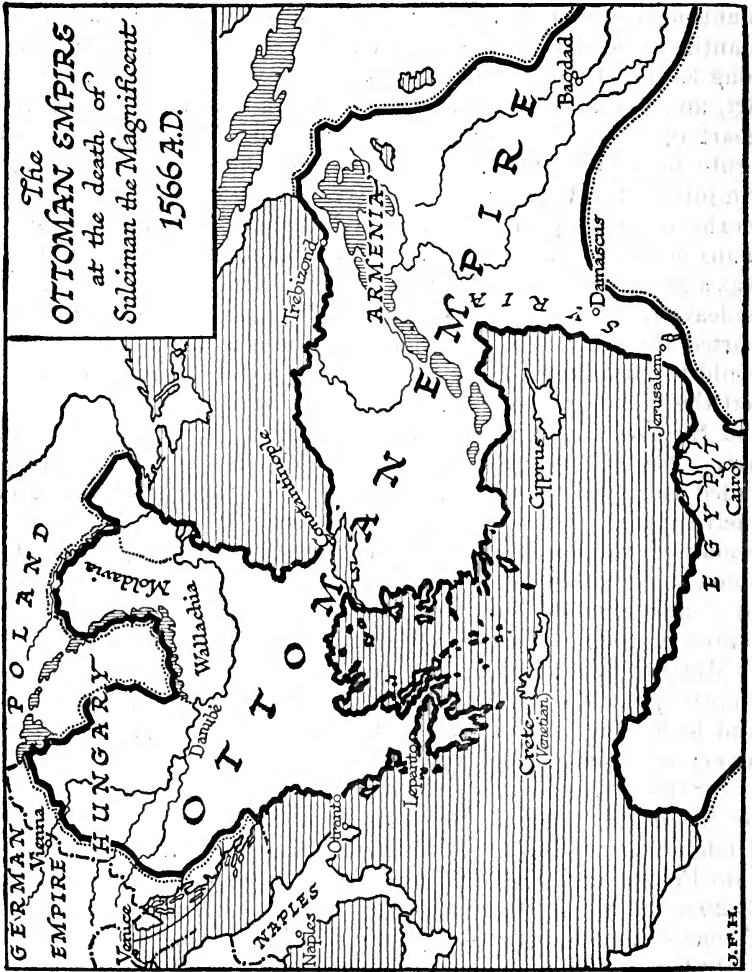 The
OTTOMAN EMPIRE
at the death of
Suleiman the Magnificent
1566 A.D.
GERMAN
EMPIRE
POLAND
Vienna
HUNGARY
Moldavia
Wallachia
Danube
Venice
NAPLES
Naples
Otranto
Lepanto
Constantinople
Trebizond
ARMENIA
OTTOMAN EMPIRE
Bagdad
SYRIA
Damascus
Jerusalem
Cyprus
Crete
(Venetian)
EGYPT
Cairo
J.F.H.